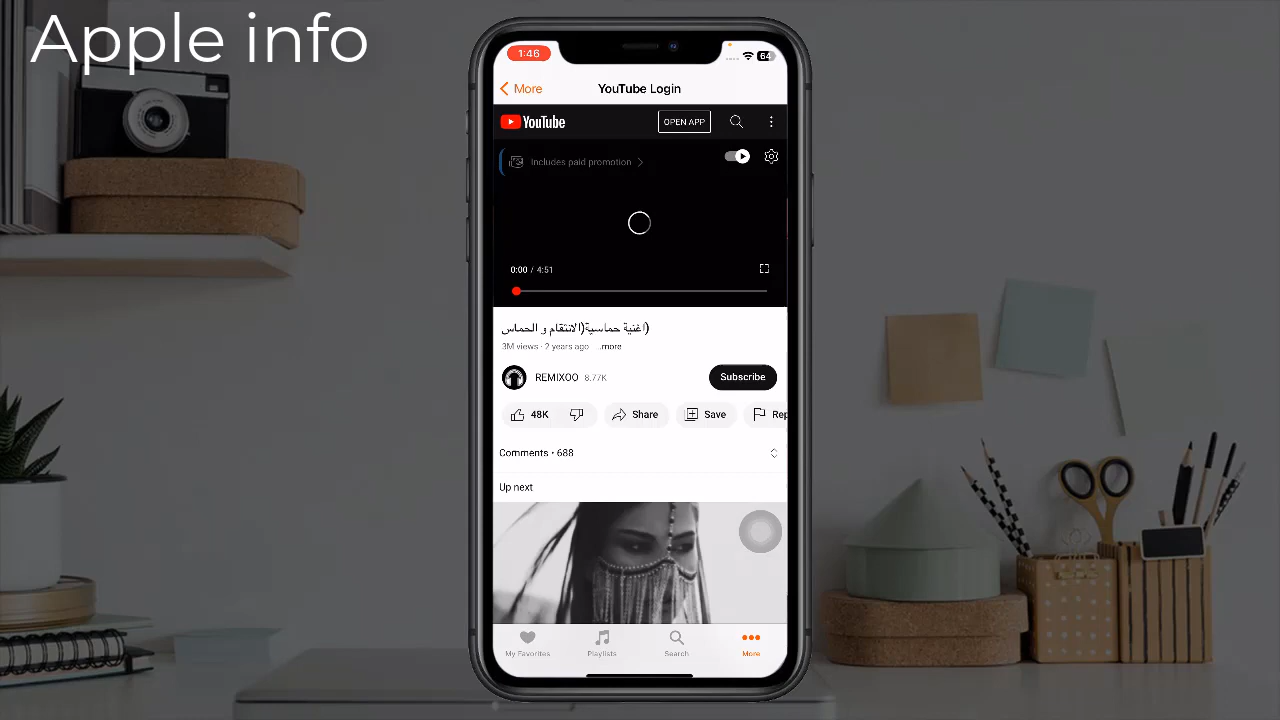 Apple info
1:46
64
More
YouTube Login
YouTube
OPEN APP
Includes paid promotion
0:00 / 4:51
اغنية حماسية(الانتقام و الحماس)
3M views · 2 years ago ...more
REMIXOO 8.77K
Subscribe
48K
Share
Save
Rep
Comments • 688
Up next
My Favorites
Playlists
Search
More